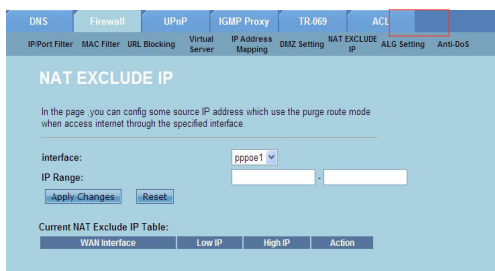 DNS Firewall UPnP IGMP Proxy TR-069 ACL
IP/Port Filter MAC Filter URL Blocking Virtual Server IP Address Mapping DMZ Setting NAT EXCLUDE IP ALG Setting Anti-DoS
NAT EXCLUDE IP
In the page ,you can config some source IP address which use the purge route mode
when access internet through the specified interface.
interface: pppoe1
IP Range: -
Apply Changes Reset
Current NAT Exclude IP Table:
WAN Interface Low IP High IP Action